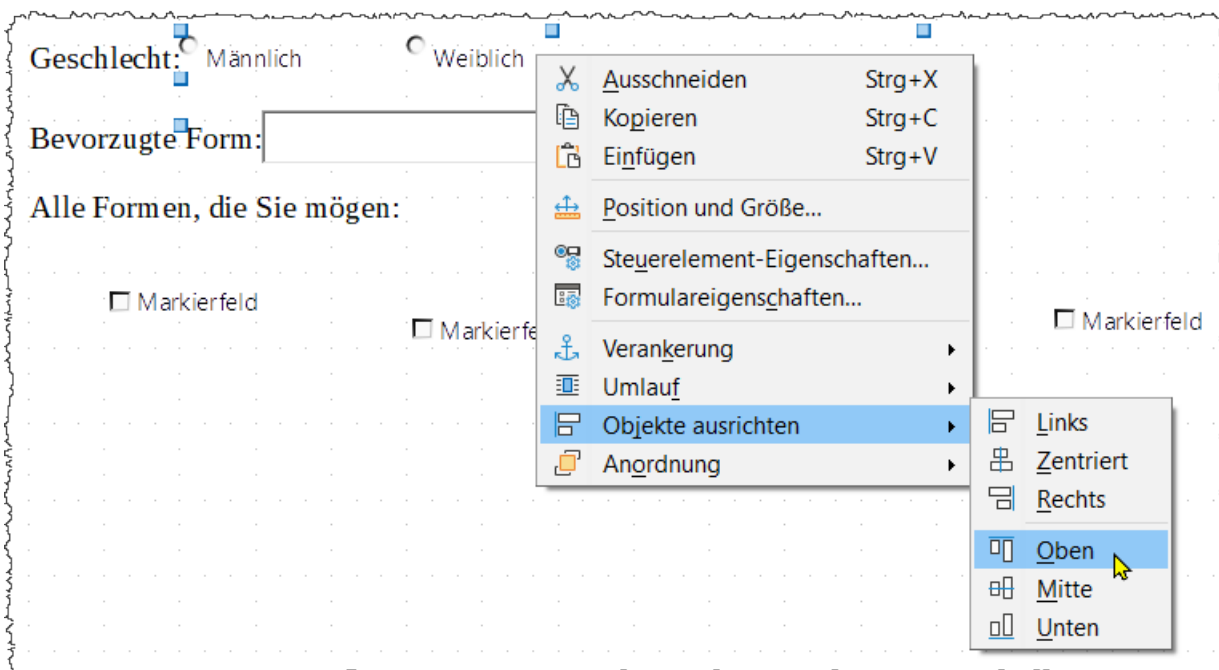 Geschlecht: Männlich Weiblich
Bevorzugte Form:
Alle Formen, die Sie mögen:
Markierfeld
Markierfe
Markierfeld
Ausschneiden Strg+X
Kopieren Strg+C
Einfügen Strg+V
Position und Größe...
Steuerelement-Eigenschaften...
Formulareigenschaften...
Verankerung
Umlauf
Objekte ausrichten
Anordnung
Links
Zentriert
Rechts
Oben
Mitte
Unten